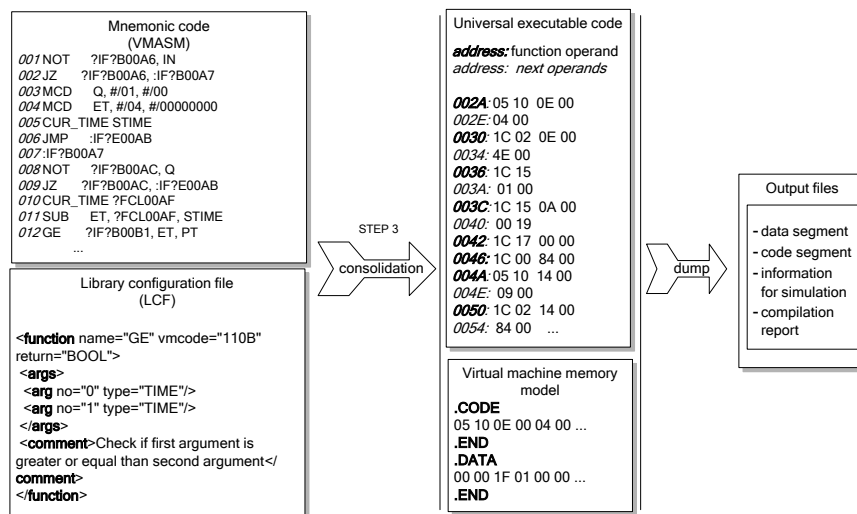 Mnemonic code
(VMASM)
001 NOT ?IF?B00A6, IN
002 JZ ?IF?B00A6, :IF?B00A7
003 MCD Q, #/01, #/00
004 MCD ET, #/04, #/00000000
005 CUR_TIME STIME
006 JMP :IF?E00AB
007 :IF?B00A7
008 NOT ?IF?B00AC, Q
009 JZ ?IF?B00AC, :IF?E00AB
010 CUR_TIME ?FCL00AF
011 SUB ET, ?FCL00AF, STIME
012 GE ?IF?B00B1, ET, PT
...
Library configuration file
(LCF)
<function name="GE" vmcode="110B"
return="BOOL">
<args>
<arg no="0" type="TIME"/>
<arg no="1" type="TIME"/>
</args>
<comment>Check if first argument is
greater or equal than second argument</
comment>
</function>
STEP 3
consolidation
Universal executable code
address: function operand
address: next operands
002A: 05 10 0E 00
002E: 04 00
0030: 1C 02 0E 00
0034: 4E 00
0036: 1C 15
003A: 01 00
003C: 1C 15 0A 00
0040: 00 19
0042: 1C 17 00 00
0046: 1C 00 84 00
004A: 05 10 14 00
004E: 09 00
0050: 1C 02 14 00
0054: 84 00 ...
Virtual machine memory
model
.CODE
05 10 0E 00 04 00 ...
.END
.DATA
00 00 1F 01 00 00 ...
.END
dump
Output files
- data segment
- code segment
- information
for simulation
- compilation
report